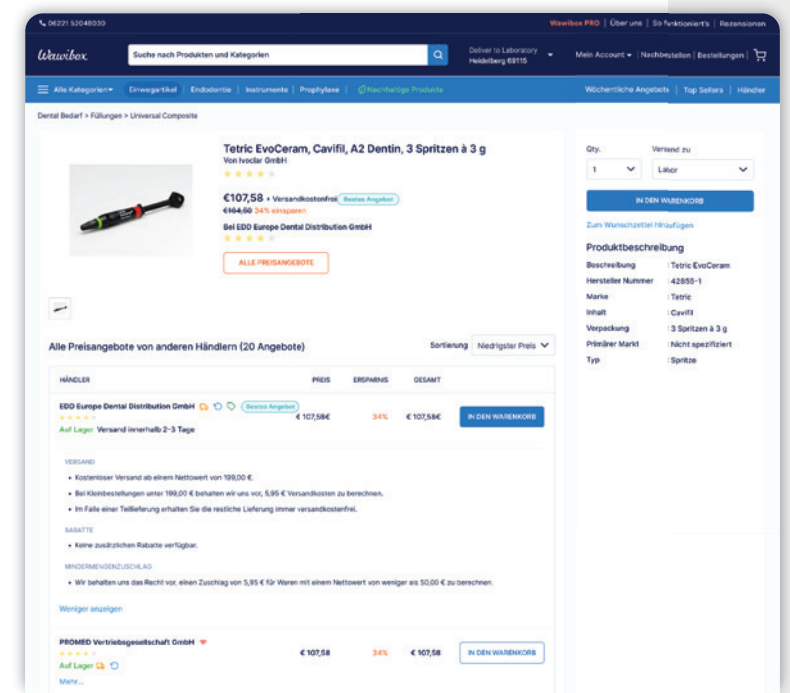 06221 52048030
Wawibox PRO | Über uns | So funktioniert's | Rezensionen
Wawibox
Suche nach Produkten und Kategorien
Deliver to Laboratory
Heidelberg 69115
Mein Account | Nachbestellen | Bestellungen |
Alle Kategorien Einwegartikel | Endodontie | Instrumente | Prophylaxe | Nachhaltige Produkte
Wöchentliche Angebots | Top Sellers | Händler
Dental Bedarf > Füllungen > Universal Composite
Tetric EvoCeram, Cavifil, A2 Dentin, 3 Spritzen à 3 g
Von Ivoclar GmbH
€107,58 + Versandkostenfrei Bestes Angebot
€164,50 34% einsparen
Bei EDD Europe Dental Distribution GmbH
ALLE PREISANGEBOTE
Qty. Versend zu
1 Labor
IN DEN WARENKORB
Zum Wunschzettel hinzufügen
Produktbeschreibung
Beschreibung : Tetric EvoCeram
Hersteller Nummer : 42855-1
Marke : Tetric
Inhalt : Cavifil
Verpackung : 3 Spritzen à 3 g
Primärer Markt : Nicht spezifiziert
Typ : Spritze
Alle Preisangebote von anderen Händlern (20 Angebote)
Sortierung Niedrigster Preis
HÄNDLER PREIS ERSPARNIS GESAMT
EDD Europe Dental Distribution GmbH Bestes Angebot
€ 107,58€ 34% € 107,58€ IN DEN WARENKORB
Auf Lager Versand innerhalb 2-3 Tage
VERSAND
• Kostenloser Versand ab einem Nettowert von 199,00 €.
• Bei Kleinbestellungen unter 199,00 € behalten wir uns vor, 5,95 € Versandkosten zu berechnen.
• Im Falle einer Teillieferung erhalten Sie die restliche Lieferung immer versandkostenfrei.
RABATTE
• Keine zusätzlichen Rabatte verfügbar.
MINDERMENGENZUSCHLAG
• Wir behalten uns das Recht vor, einen Zuschlag von 5,95 € für Waren mit einem Nettowert von weniger als 50,00 € zu berechnen.
Weniger anzeigen
PROMED Vertriebsgesellschaft GmbH
€ 107,58 34% € 107,58 IN DEN WARENKORB
Auf Lager
Mehr...